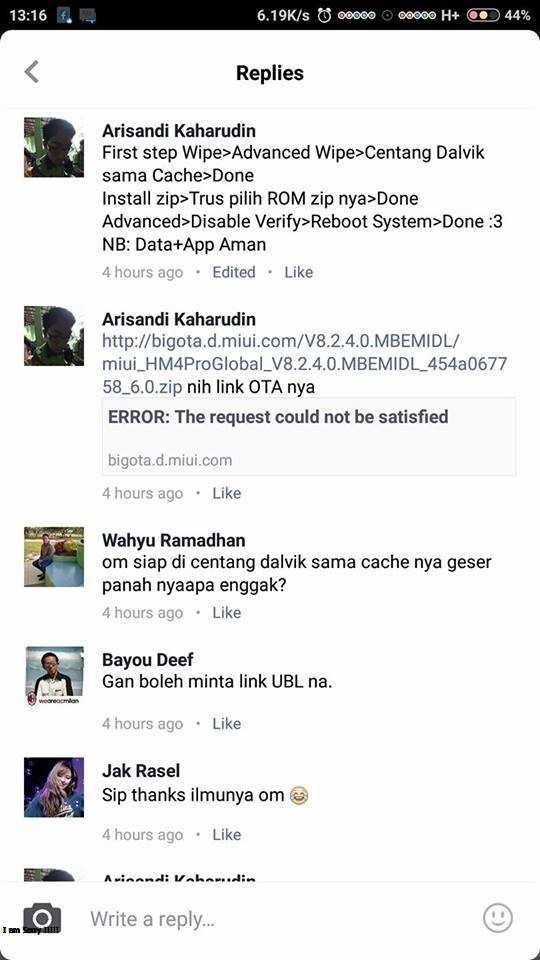 13:16 6.19K/s H+ 44%
Replies
Arisandi Kaharudin
First step Wipe>Advanced Wipe>Centang Dalvik
sama Cache>Done
Install zip>Trus pilih ROM zip nya>Done
Advanced>Disable Verify>Reboot System>Done :3
NB: Data+App Aman
4 hours ago • Edited • Like
Arisandi Kaharudin
http://bigota.d.miui.com/V8.2.4.0.MBEMIDL/
miui_HM4ProGlobal_V8.2.4.0.MBEMIDL_454a0677
58_6.0.zip nih link OTA nya
ERROR: The request could not be satisfied
bigota.d.miui.com
4 hours ago • Like
Wahyu Ramadhan
om siap di centang dalvik sama cache nya geser
panah nyaapa enggak?
4 hours ago • Like
Bayou Deef
Gan boleh minta link UBL na.
weareacmilan
4 hours ago • Like
Jak Rasel
Sip thanks ilmunya om 😂
4 hours ago • Like
Arisandi Kaharudin
Write a reply...
I am Sorry !!!!!